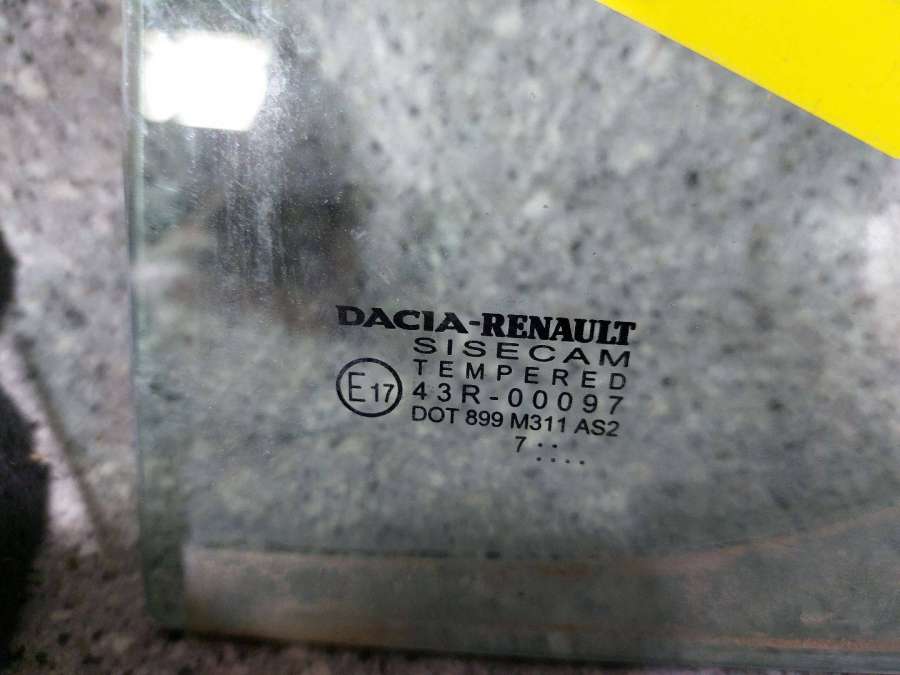 DACIA-RENAULT
SISECAM
TEMPERED
E17 43R-00097
DOT 899 M311 AS2
7 .. ....